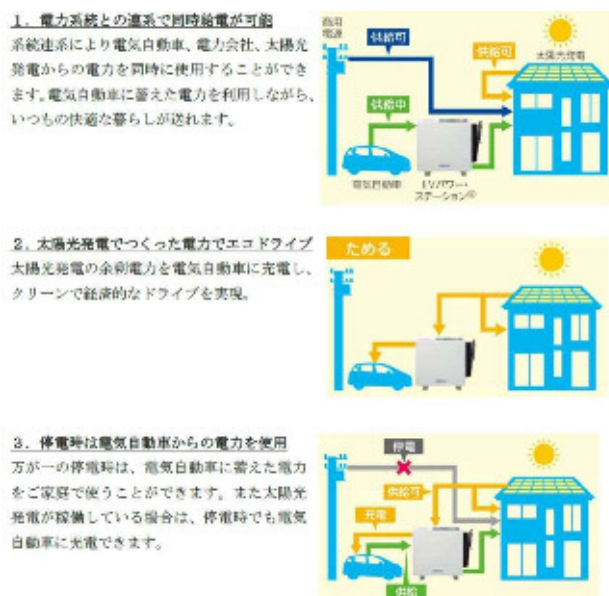 １．電力系統との連系で同時給電が可能
系統連系により電気自動車、電力会社、太陽光
発電からの電力を同時に使用することができ
ます。電気自動車に蓄えた電力を利用しながら、
いつもの快適な暮らしが送れます。
商用
電源
供給可
供給可
太陽光発電
供給中
電気自動車
EVパワー・
ステーション®
２．太陽光発電でつくった電力でエコドライブ
太陽光発電の余剰電力を電気自動車に充電し、
クリーンで経済的なドライブを実現。
ためる
３．停電時は電気自動車からの電力を使用
万が一の停電時は、電気自動車に蓄えた電力
をご家庭で使うことができます。また太陽光
発電が稼働している場合は、停電時でも電気
自動車に充電できます。
停電
供給可
充電
供給